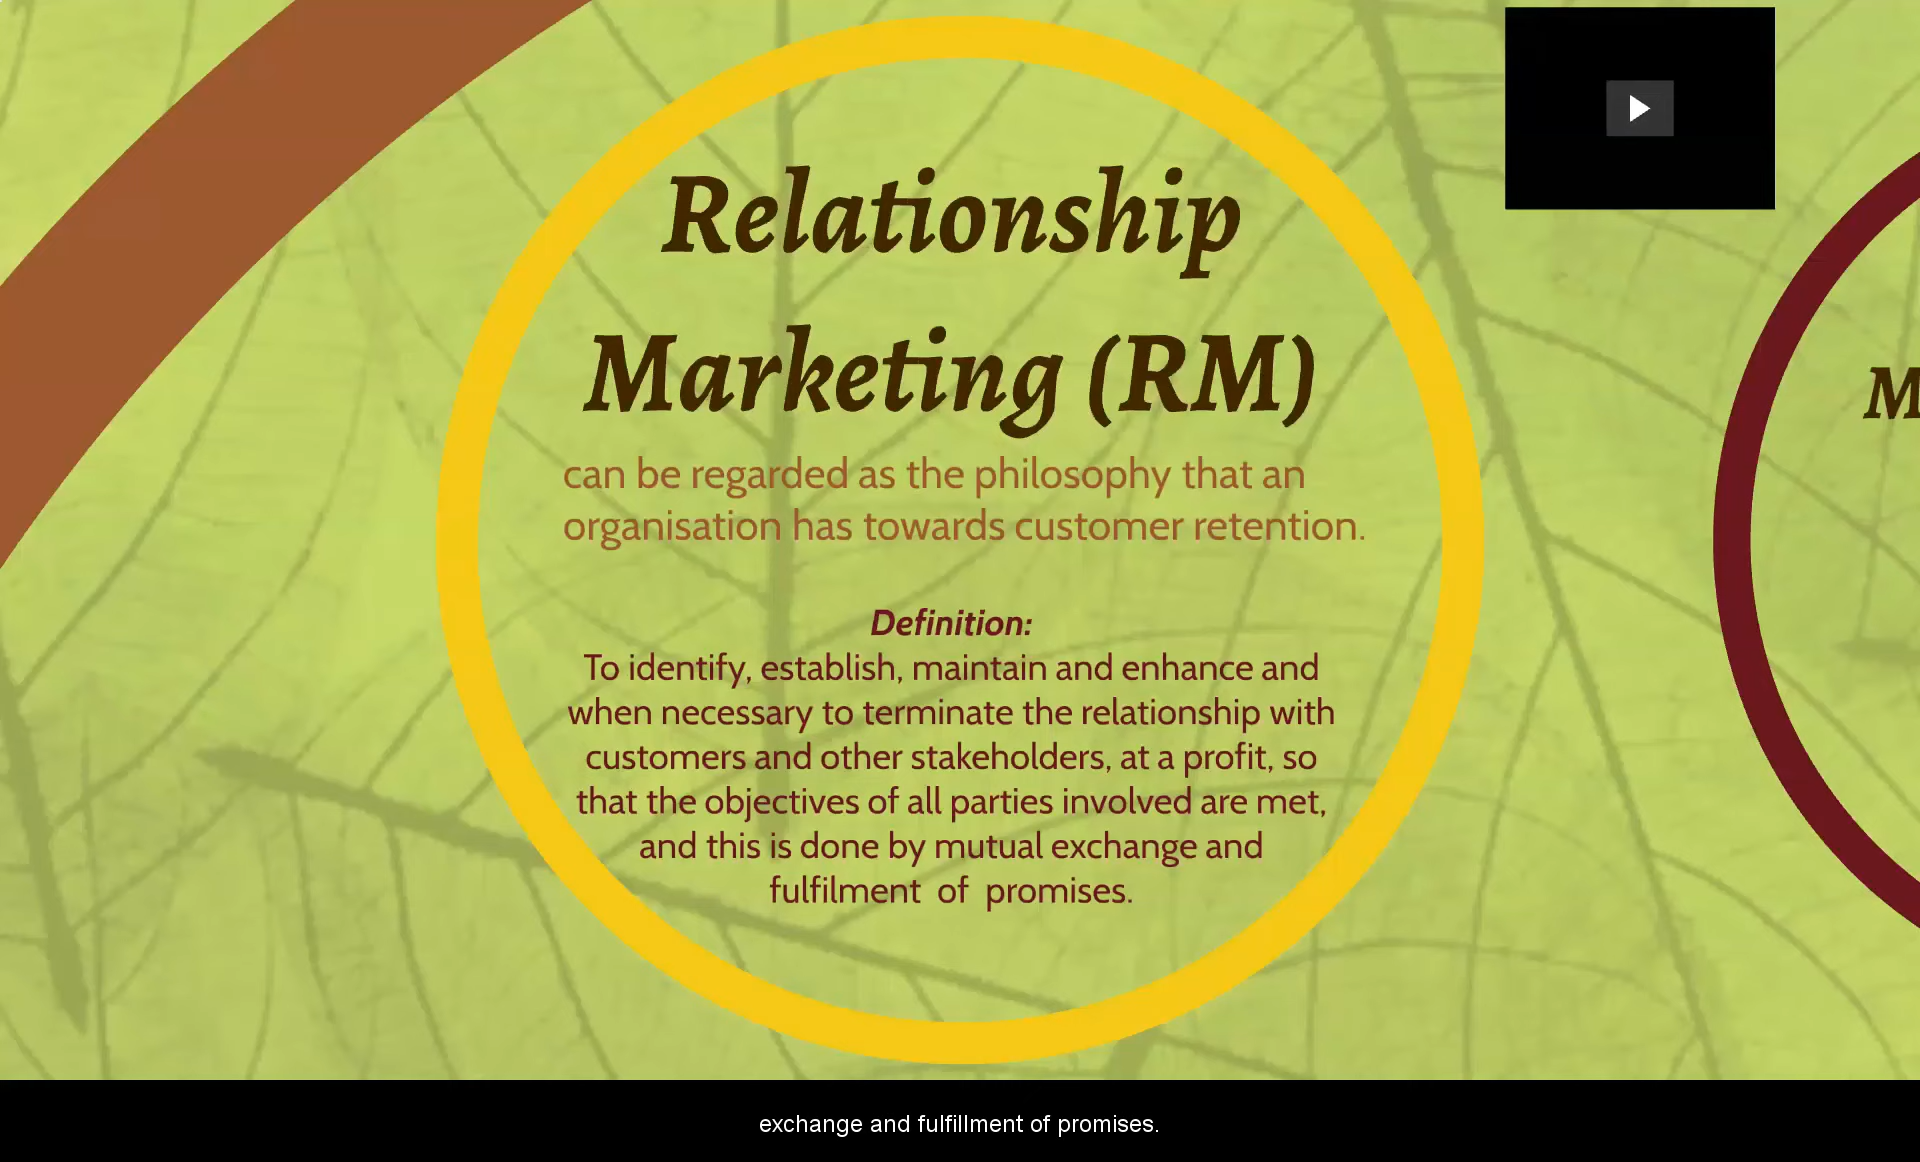 Relationship
Marketing (RM)
can be regarded as the philosophy that an
organisation has towards customer retention.
Definition:
To identify, establish, maintain and enhance and
when necessary to terminate the relationship with
customers and other stakeholders, at a profit, so
that the objectives of all parties involved are met,
and this is done by mutual exchange and
fulfilment of promises.
M
exchange and fulfillment of promises.